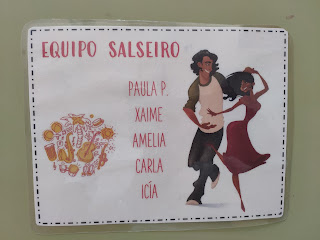 EQUIPO SALSEIRO
PAULA P.
XAIME
AMELIA
CARLA
ICÍA